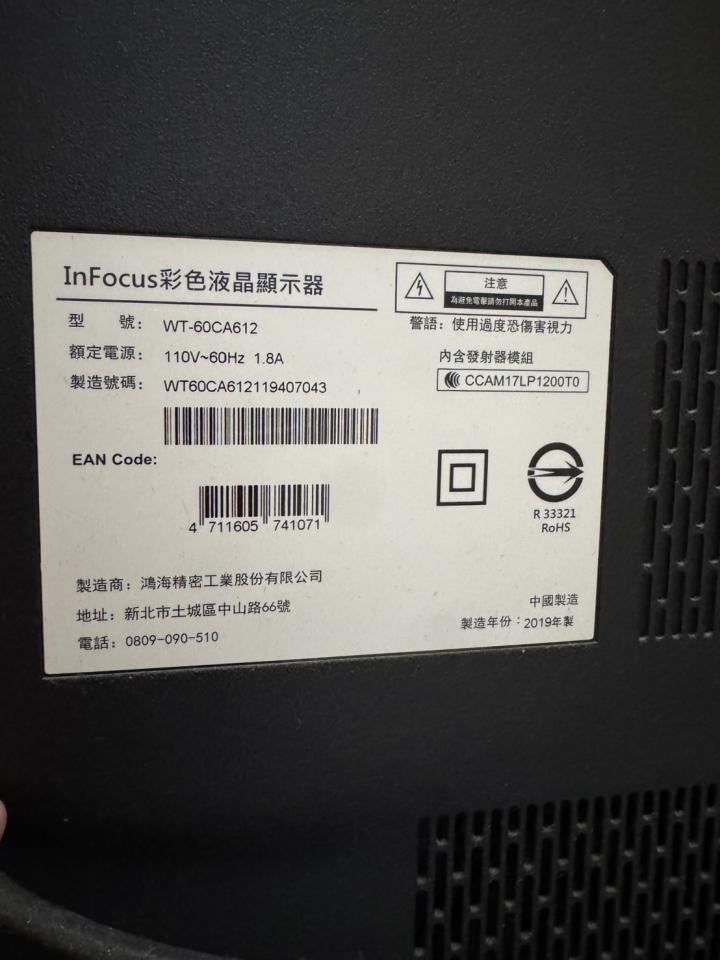 InFocus彩色液晶顯示器
注意
為避免電擊請勿打開本產品
型 號： WT-60CA612
警語：使用過度恐傷害視力
額定電源： 110V~60Hz 1.8A
內含發射器模組
製造號碼： WT60CA612119407043
CCAM17LP1200T0
EAN Code:
4 711605 741071
R 33321
RoHS
製造商：鴻海精密工業股份有限公司
地址：新北市土城區中山路66號
電話：0809-090-510
中國製造
製造年份：2019年製